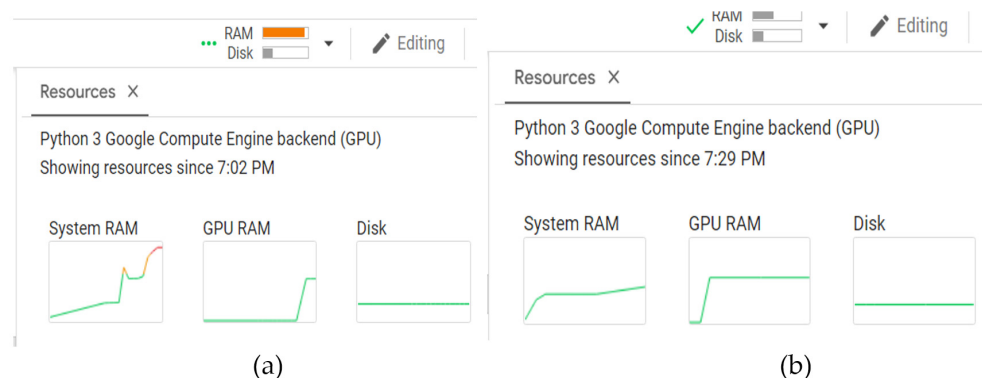 RAM
Disk
Editing
Resources ×
Python 3 Google Compute Engine backend (GPU)
Showing resources since 7:02 PM
System RAM GPU RAM Disk
(a)
RAM
Disk
Editing
Resources ×
Python 3 Google Compute Engine backend (GPU)
Showing resources since 7:29 PM
System RAM GPU RAM Disk
(b)